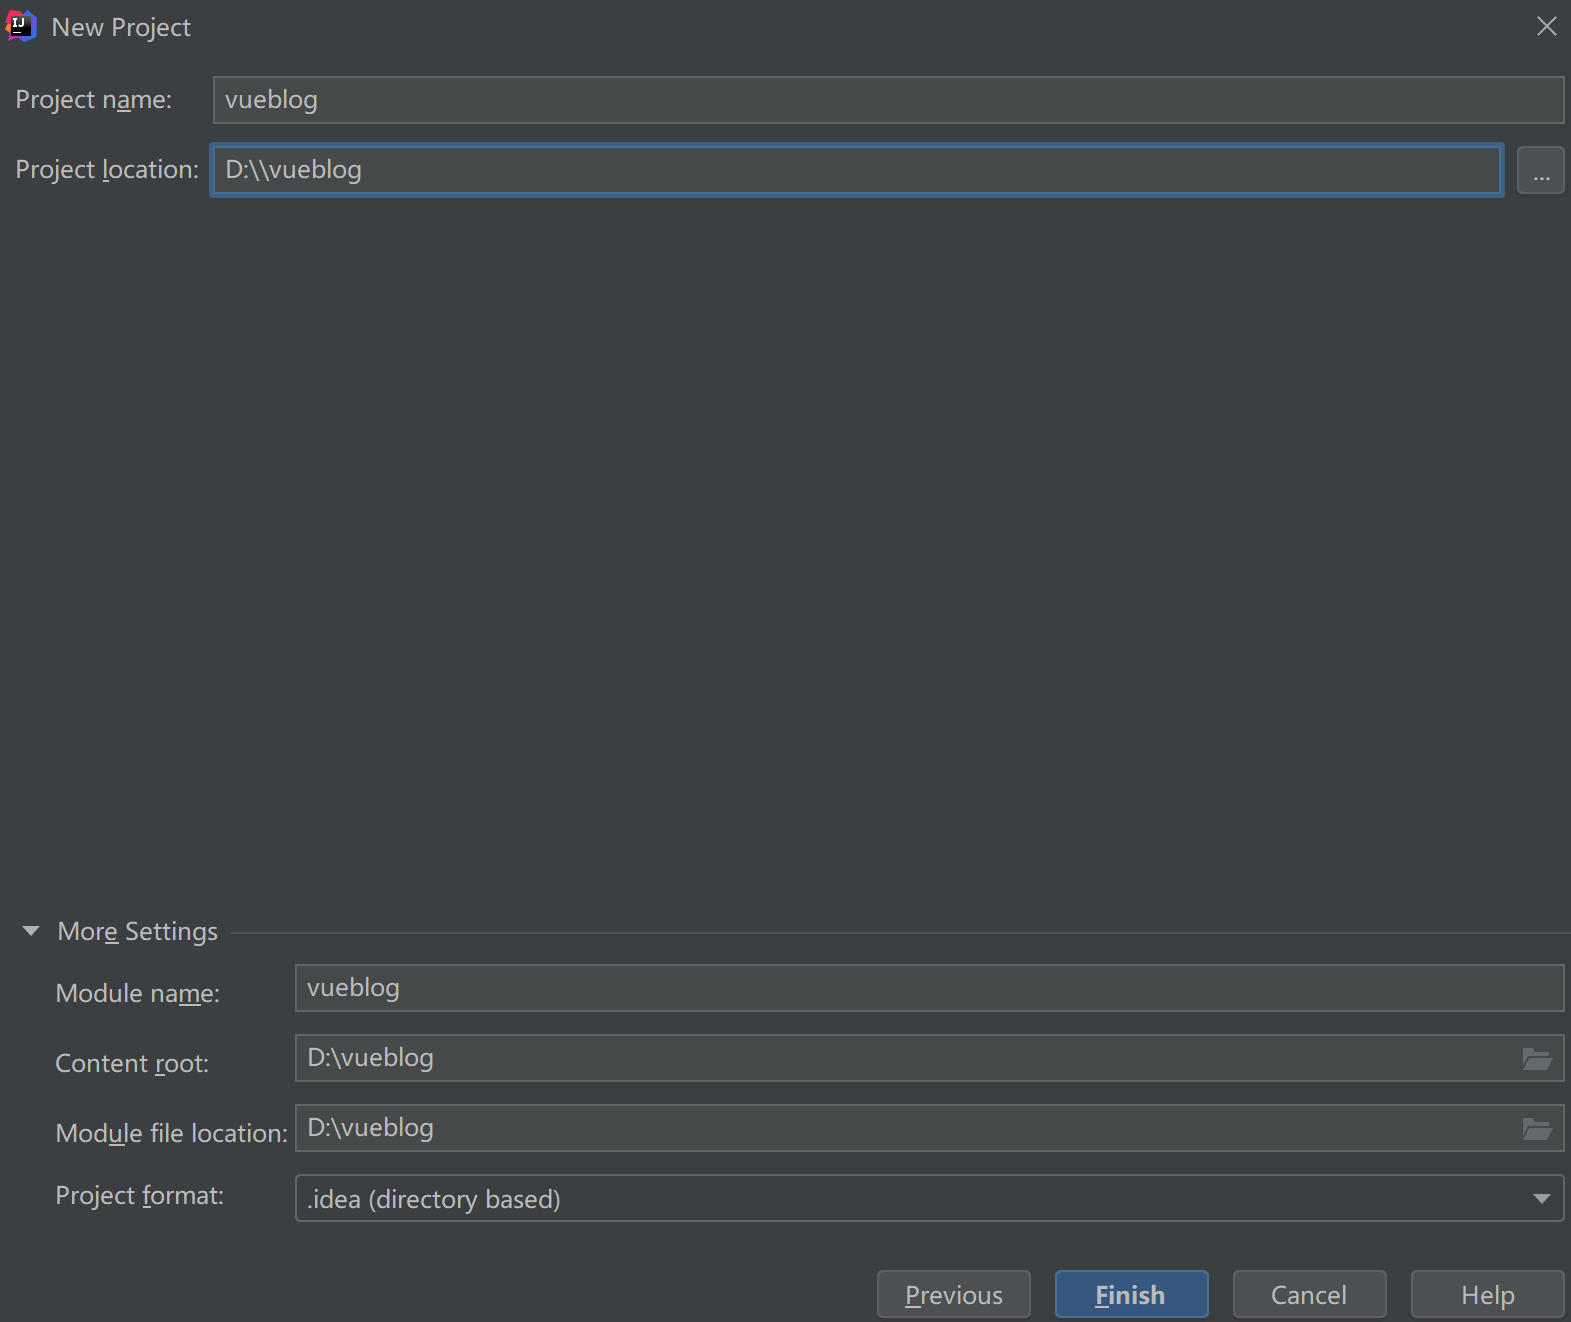 New Project
Project name: vueblog
Project location: D:\\vueblog ...
More Settings
Module name: vueblog
Content root: D:\vueblog
Module file location: D:\vueblog
Project format: .idea (directory based)
Previous Finish Cancel Help